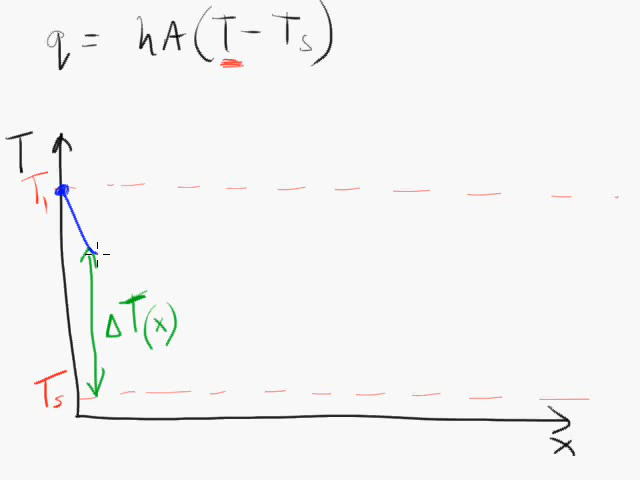 q = hA(T - Ts)
T
T₁
ΔT(x)
Ts
x